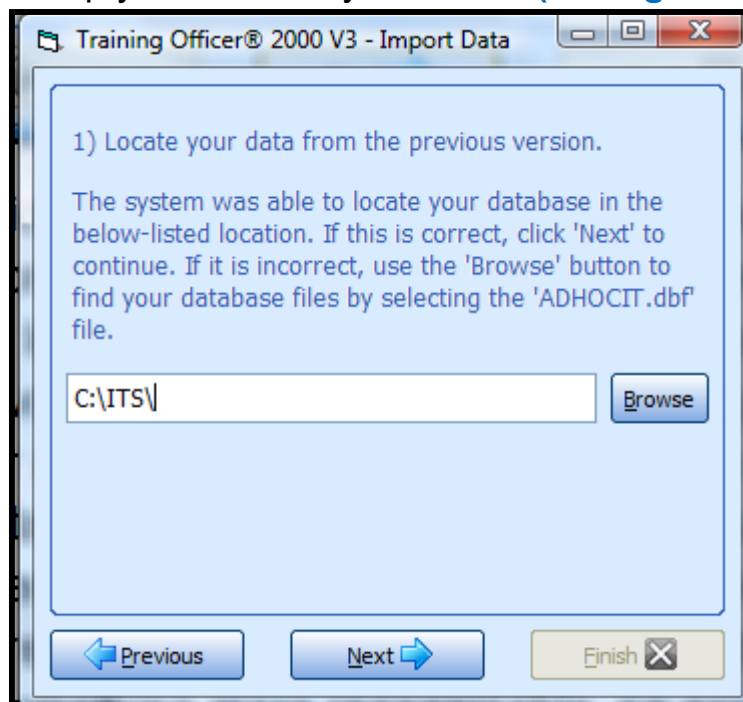 Training Officer® 2000 V3 - Import Data
1) Locate your data from the previous version.
The system was able to locate your database in the
below-listed location. If this is correct, click 'Next' to
continue. If it is incorrect, use the 'Browse' button to
find your database files by selecting the 'ADHOCIT.dbf'
file.
C:\ITS\
Browse
Previous
Next
Finish